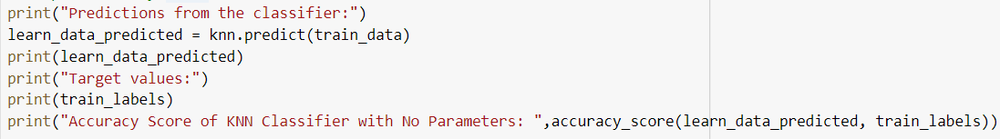 print("Predictions from the classifier:")
learn_data_predicted = knn.predict(train_data)
print(learn_data_predicted)
print("Target values:")
print(train_labels)
print("Accuracy Score of KNN Classifier with No Parameters: ",accuracy_score(learn_data_predicted, train_labels))